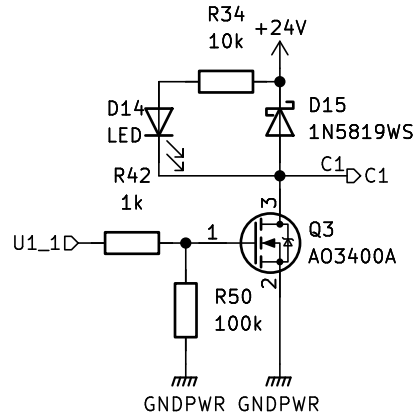 R34
10k
+24V
D14
LED
D15
1N5819WS
C1
C1
R42
1k
3
Q3
AO3400A
U1_1
1
2
R50
100k
GNDPWR
GNDPWR